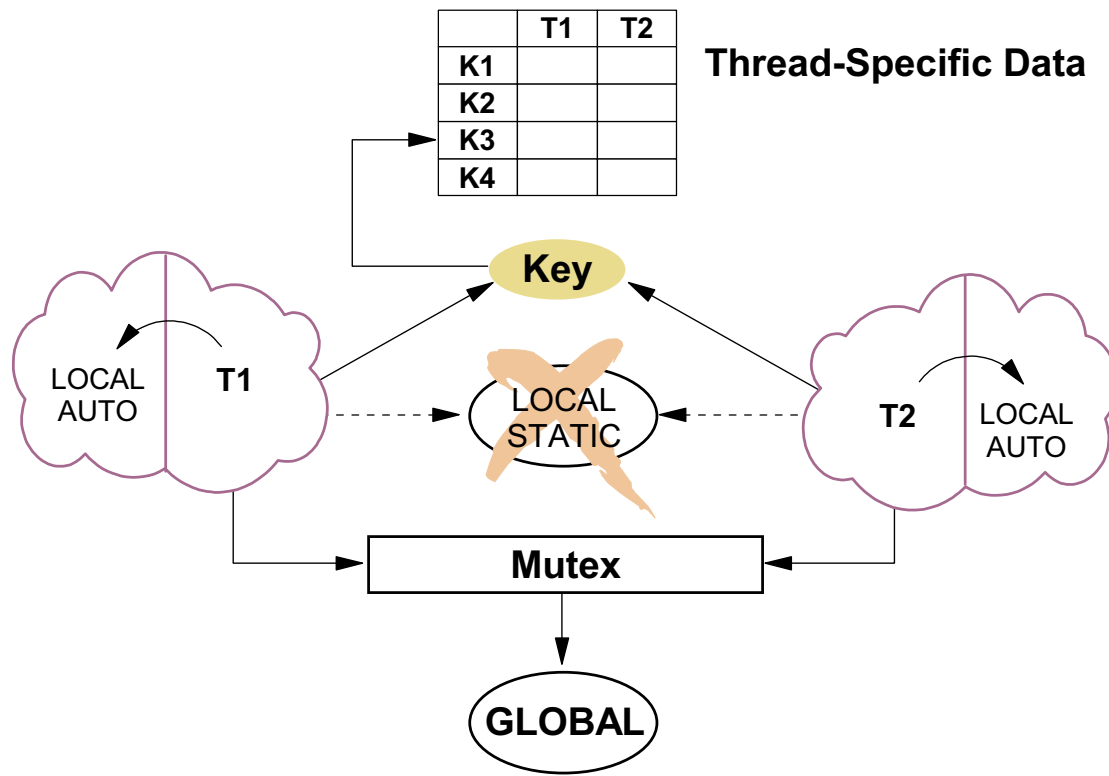 T1 T2
Thread-Specific Data
K1
K2
K3
K4
Key
LOCAL
AUTO
T1
LOCAL
STATIC
T2
LOCAL
AUTO
Mutex
GLOBAL